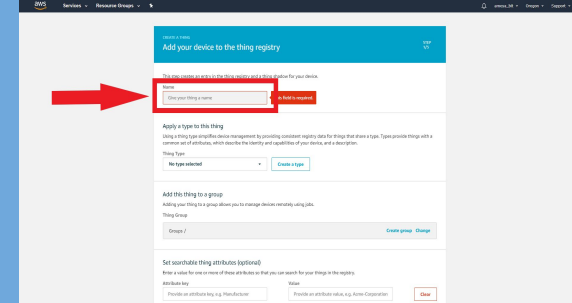 aws Services Resource Groups amesa_BB Oregon Support
CREATE A THING
Add your device to the thing registry
STEP
1/3
This step creates an entry in the thing registry and a thing shadow for your device.
Name
Give your thing a name
field is required.
Apply a type to this thing
Using a thing type simplifies device management by providing consistent registry data for things that share a type. Types provide things with a
common set of attributes, which describe the identity and capabilities of your device, and a description.
Thing Type
No type selected Create a type
Add this thing to a group
Adding your thing to a group allows you to manage devices remotely using jobs.
Thing Group
Groups / Create group Change
Set searchable thing attributes (optional)
Enter a value for one or more of these attributes so that you can search for your things in the registry.
Attribute key Value
Provide an attribute key, e.g. Manufacturer Provide an attribute value, e.g. Acme-Corporation Clear